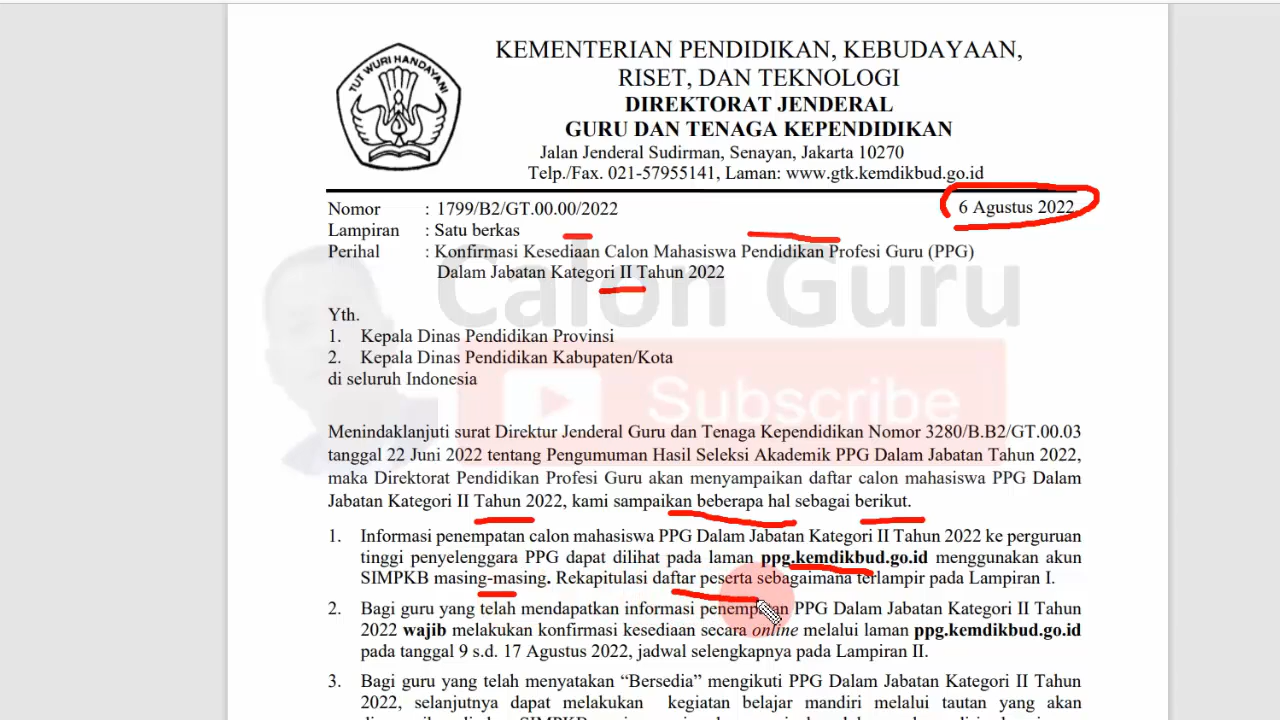 TUT WURI HANDAYANI
KEMENTERIAN PENDIDIKAN, KEBUDAYAAN,
RISET, DAN TEKNOLOGI
DIREKTORAT JENDERAL
GURU DAN TENAGA KEPENDIDIKAN
Jalan Jenderal Sudirman, Senayan, Jakarta 10270
Telp./Fax. 021-57955141, Laman: www.gtk.kemdikbud.go.id
Nomor : 1799/B2/GT.00.00/2022 6 Agustus 2022
Lampiran : Satu berkas
Perihal : Konfirmasi Kesediaan Calon Mahasiswa Pendidikan Profesi Guru (PPG)
Dalam Jabatan Kategori II Tahun 2022
Calon Guru
Yth.
1. Kepala Dinas Pendidikan Provinsi
2. Kepala Dinas Pendidikan Kabupaten/Kota
di seluruh Indonesia
Subscribe
Menindaklanjuti surat Direktur Jenderal Guru dan Tenaga Kependidikan Nomor 3280/B.B2/GT.00.03
tanggal 22 Juni 2022 tentang Pengumuman Hasil Seleksi Akademik PPG Dalam Jabatan Tahun 2022,
maka Direktorat Pendidikan Profesi Guru akan menyampaikan daftar calon mahasiswa PPG Dalam
Jabatan Kategori II Tahun 2022, kami sampaikan beberapa hal sebagai berikut.
1. Informasi penempatan calon mahasiswa PPG Dalam Jabatan Kategori II Tahun 2022 ke perguruan
tinggi penyelenggara PPG dapat dilihat pada laman ppg.kemdikbud.go.id menggunakan akun
SIMPKB masing-masing. Rekapitulasi daftar peserta sebagaimana terlampir pada Lampiran I.
2. Bagi guru yang telah mendapatkan informasi penempatan PPG Dalam Jabatan Kategori II Tahun
2022 wajib melakukan konfirmasi kesediaan secara online melalui laman ppg.kemdikbud.go.id
pada tanggal 9 s.d. 17 Agustus 2022, jadwal selengkapnya pada Lampiran II.
3. Bagi guru yang telah menyatakan “Bersedia” mengikuti PPG Dalam Jabatan Kategori II Tahun
2022, selanjutnya dapat melakukan kegiatan belajar mandiri melalui tautan yang akan